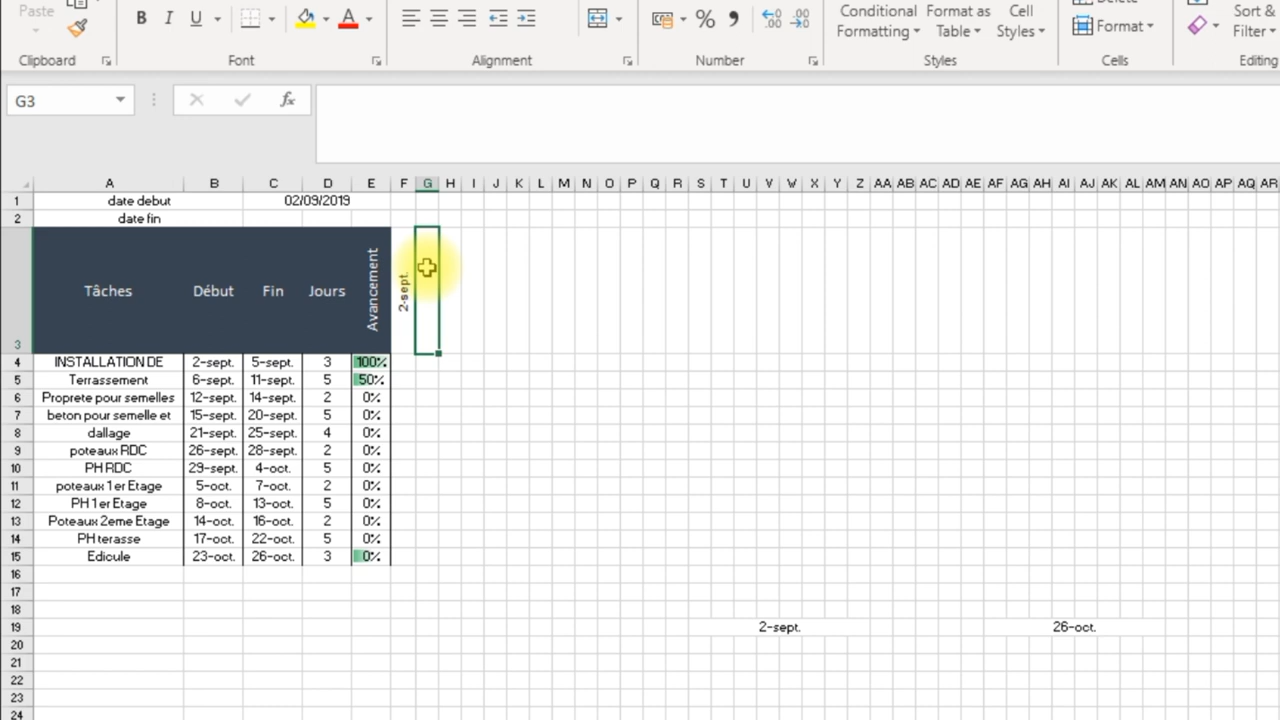 Paste
B I U A % 9 ←0 .00 .00 →0
Conditional Format as Cell
Formatting Table Styles
Delete
Format
Sort &
Filter
Clipboard Font Alignment Number Styles Cells Editing
G3 fx
A B C D E F G H I J K L M N O P Q R S T U V W X Y Z AA AB AC AD AE AF AG AH AI AJ AK AL AM AN AO AP AQ AR
1 date debut 02/09/2019
2 date fin
3 Tâches Début Fin Jours Avancement 2-sept.
4 INSTALLATION DE 2-sept. 5-sept. 3 100%
5 Terrassement 6-sept. 11-sept. 5 50%
6 Proprete pour semelles 12-sept. 14-sept. 2 0%
7 beton pour semelle et 15-sept. 20-sept. 5 0%
8 dallage 21-sept. 25-sept. 4 0%
9 poteaux RDC 26-sept. 28-sept. 2 0%
10 PH RDC 29-sept. 4-oct. 5 0%
11 poteaux 1er Etage 5-oct. 7-oct. 2 0%
12 PH 1er Etage 8-oct. 13-oct. 5 0%
13 Poteaux 2eme Etage 14-oct. 16-oct. 2 0%
14 PH terasse 17-oct. 22-oct. 5 0%
15 Edicule 23-oct. 26-oct. 3 0%
16
17
18
19 2-sept. 26-oct.
20
21
22
23
24